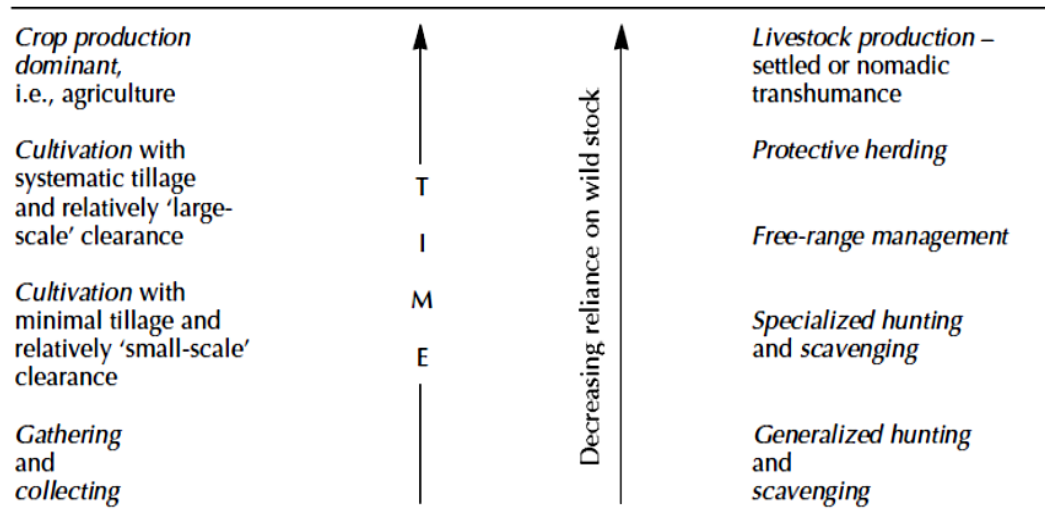 Crop production
dominant,
i.e., agriculture
Cultivation with
systematic tillage
and relatively ‘large-
scale’ clearance
Cultivation with
minimal tillage and
relatively ‘small-scale’
clearance
Gathering
and
collecting
T
I
M
E
Decreasing reliance on wild stock
Livestock production –
settled or nomadic
transhumance
Protective herding
Free-range management
Specialized hunting
and scavenging
Generalized hunting
and
scavenging